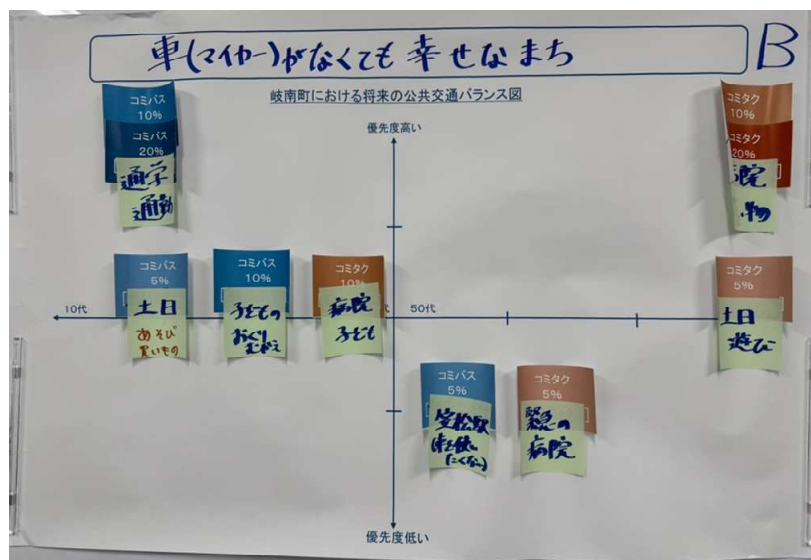 車(マイカー)がなくても幸せなまち
B
岐南町における将来の公共交通バランス図
優先度高い
コミバス
10%
コミバス
20%
通学
通勤
コミタク
10%
コミタク
20%
院
物
コミバス
5%
土日
あそび
買いもの
コミバス
10%
子どもの
おくり
むかえ
コミタク
10%
病院
子ども
コミタク
5%
土日
遊び
10代
50代
コミバス
5%
笠松駅
コミタク
5%
緊急の
病院
優先度低い